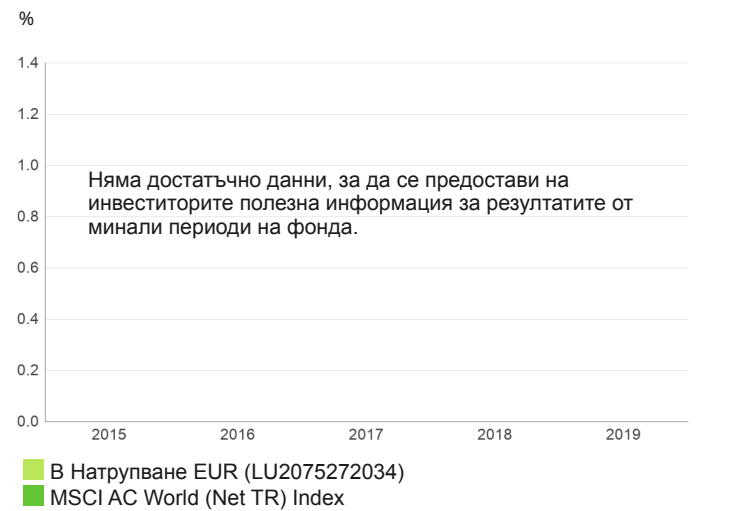 %
1.4
1.2
1.0
Няма достатъчно данни, за да се предостави на
инвеститорите полезна информация за резултатите от
0.8
минали периоди на фонда.
0.6
0.4
0.2
0.0
2015 2016 2017 2018 2019
В Натрупване EUR (LU2075272034)
MSCI AC World (Net TR) Index